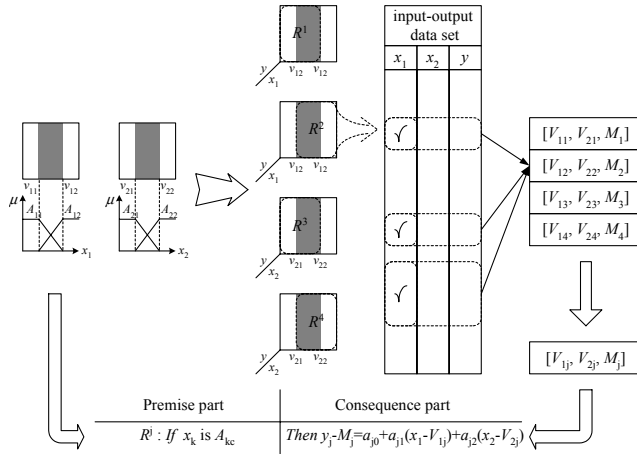 v11 v12
μ
A11 A12
x1
v21 v22
A21 A22
x2
R1
y
x1
v12 v12
R2
y
x1
v12 v12
R3
y
x2
v21 v22
R4
y
x2
v21 v22
input-output
data set
x1 x2 y
√
√
√
[V11, V21, M1]
[V12, V22, M2]
[V13, V23, M3]
[V14, V24, M4]
[V1j, V2j, Mj]
Premise part Consequence part
Rj : If xk is Akc Then yj-Mj=aj0+aj1(x1-V1j)+aj2(x2-V2j)